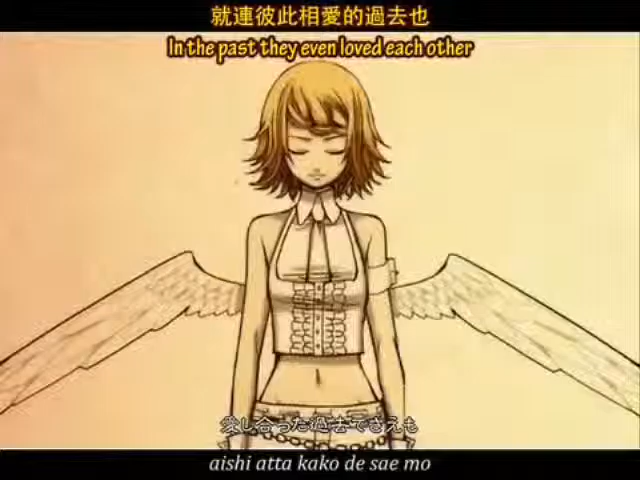 就連彼此相愛的過去也
In the past they even loved each other
愛し合った過去でさえも
aishi atta kako de sae mo